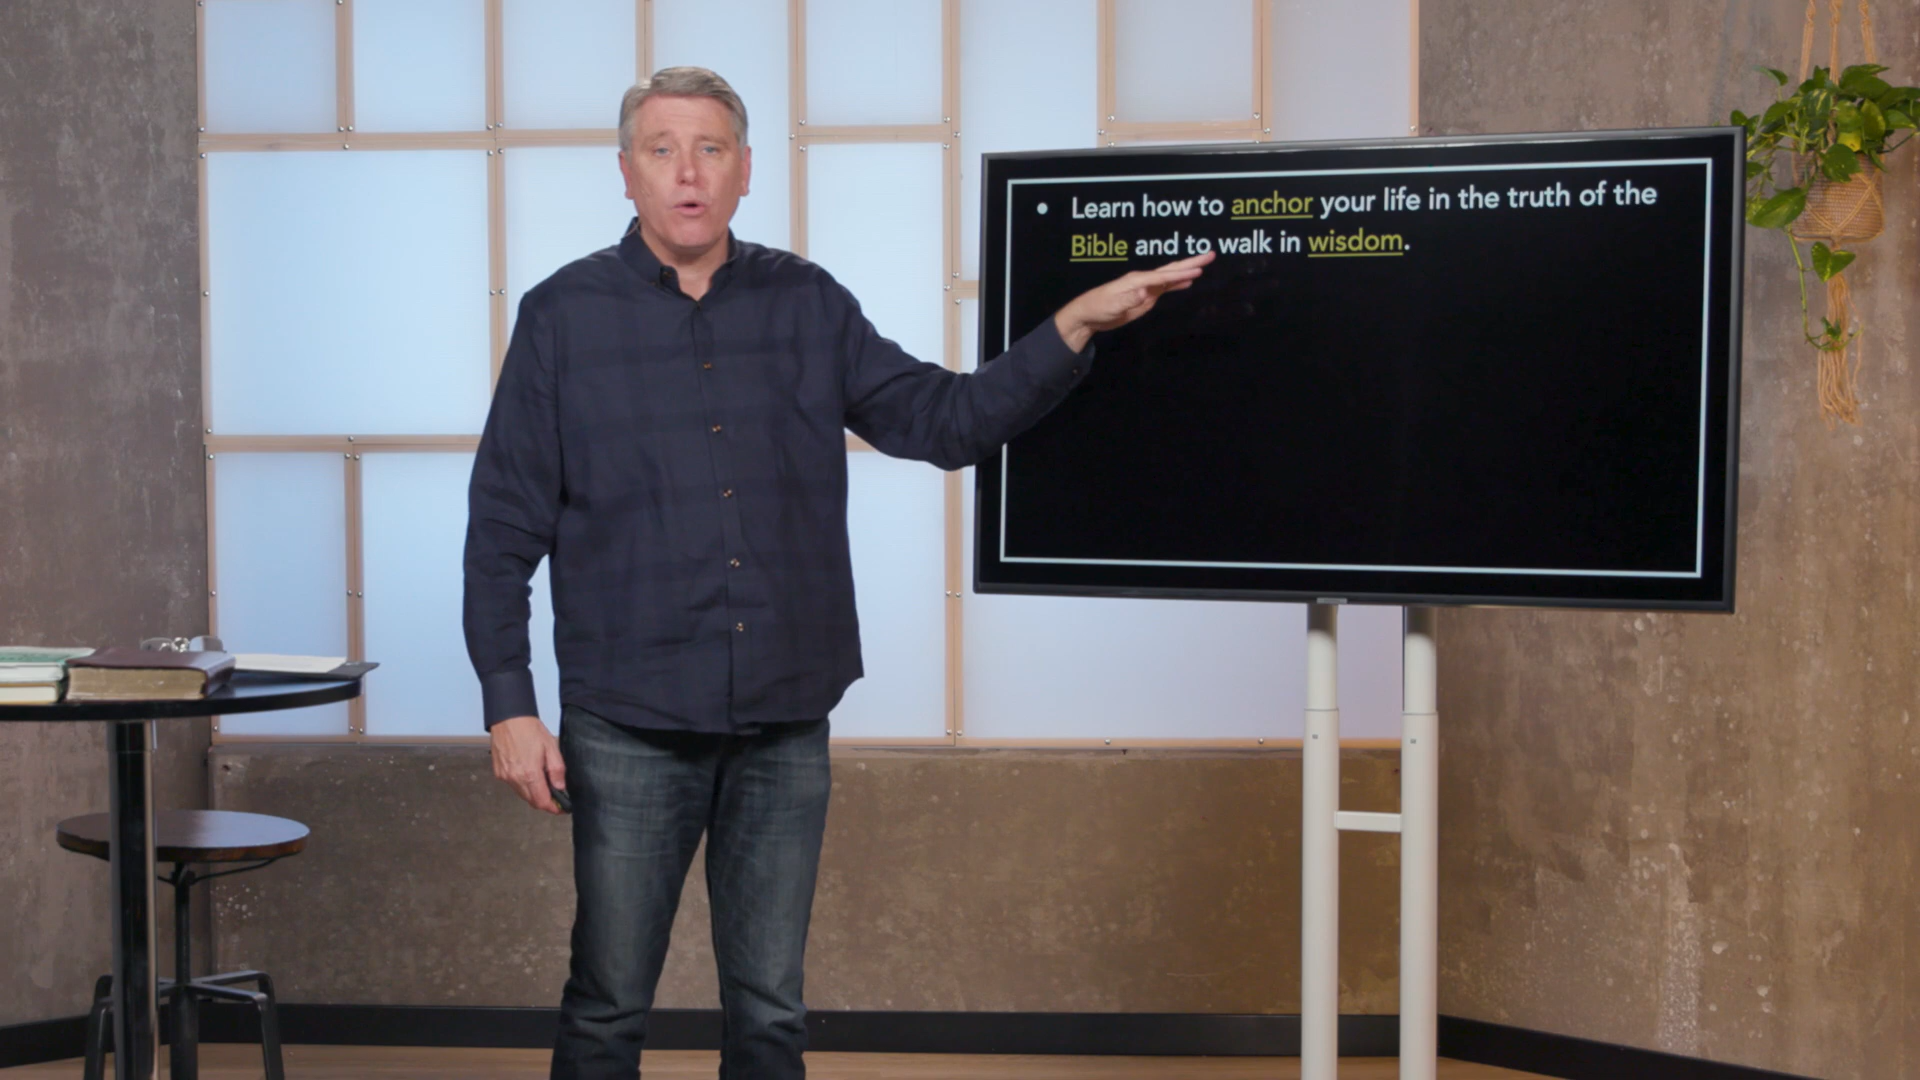 • Learn how to anchor your life in the truth of the
Bible and to walk in wisdom.